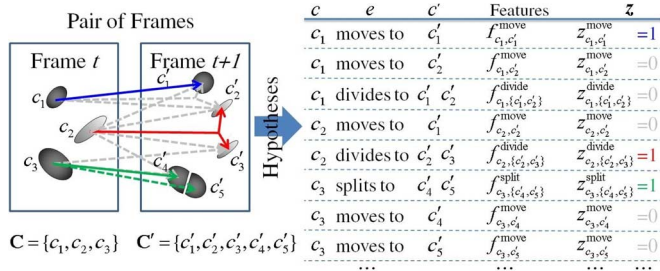 Pair of Frames
Frame t
Frame t+1
c₁
c₂
c₃
c′₁
c′₂
c′₃
c′₄
c′₅
C = {c₁, c₂, c₃}
C′ = {c′₁, c′₂, c′₃, c′₄, c′₅}
Hypotheses
c e c′ Features z
c₁ moves to c′₁ f^move_{c₁,c′₁} z^move_{c₁,c′₁} =1
c₁ moves to c′₂ f^move_{c₁,c′₂} z^move_{c₁,c′₂} =0
c₁ divides to c′₁ c′₂ f^divide_{c₁,{c′₁,c′₂}} z^divide_{c₁,{c′₁,c′₂}} =0
c₂ moves to c′₁ f^move_{c₂,c′₁} z^move_{c₂,c′₁} =0
c₂ divides to c′₂ c′₃ f^divide_{c₂,{c′₂,c′₃}} z^divide_{c₂,{c′₂,c′₃}} =1
c₃ splits to c′₄ c′₅ f^split_{c₃,{c′₄,c′₅}} z^split_{c₃,{c′₄,c′₅}} =1
c₃ moves to c′₄ f^move_{c₃,c′₄} z^move_{c₃,c′₄} =0
c₃ moves to c′₅ f^move_{c₃,c′₅} z^move_{c₃,c′₅} =0
... ... ...